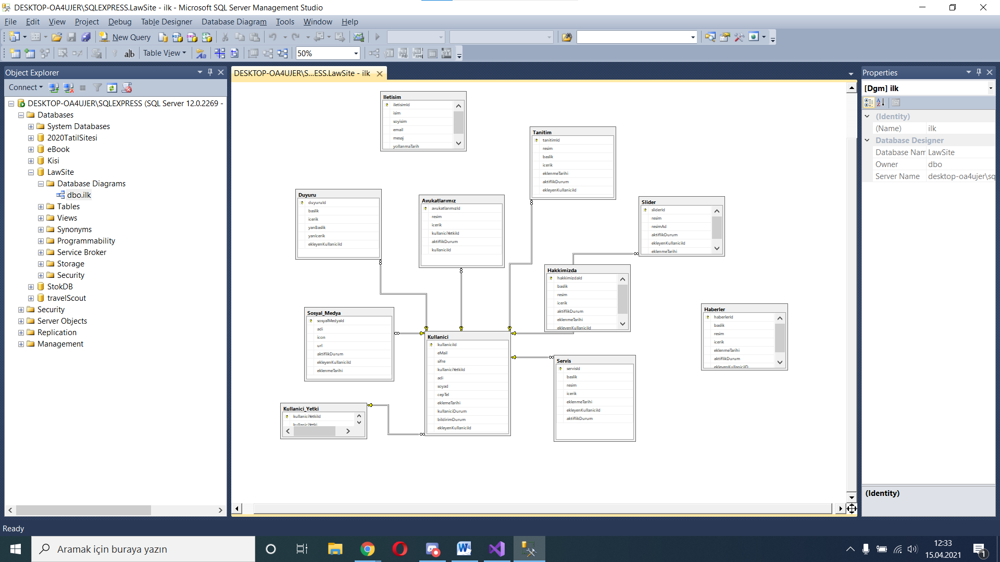 DESKTOP-OA4UJER\SQLEXPRESS.LawSite - ilk - Microsoft SQL Server Management Studio
File Edit View Project Debug Table Designer Database Diagram Tools Window Help
New Query
Table View 50%
Object Explorer
Connect
DESKTOP-OA4UJER\SQLEXPRESS (SQL Server 12.0.2269 -
Databases
System Databases
2020TatilSitesi
eBook
Kisi
LawSite
Database Diagrams
dbo.ilk
Tables
Views
Synonyms
Programmability
Service Broker
Storage
Security
StokDB
travelScout
Security
Server Objects
Replication
Management
DESKTOP-OA4UJER\S...ESS.LawSite - ilk
Iletisim
iletisimId
isim
soyisim
email
mesaj
yollanmaTarih
Tanitim
tanitimId
resim
baslik
icerik
eklenmeTarihi
aktiflikDurum
ekleyenKullaniciId
Duyuru
duyuruId
baslik
icerik
yanBaslik
yanIcerik
ekleyenKullaniciId
Avukatlarımız
avukatlarımızId
resim
icerik
kullaniciYetkiId
aktiflikDurum
kullaniciId
Slider
sliderId
resim
resimAd
aktiflikDurum
ekleyenKullaniciId
eklenmeTarihi
Hakkimizda
hakkimizdaId
baslik
resim
icerik
aktiflikDurum
eklenmeTarihi
ekleyenKullaniciId
Haberler
haberlerId
baslik
resim
icerik
eklenmeTarihi
aktiflikDurum
ekleyenKullaniciID
Sosyal_Medya
sosyalMedyaId
adi
icon
url
aktiflikDurum
ekleyenKullaniciId
eklenmeTarihi
Kullanici
kullaniciId
eMail
sifre
kullaniciYetkiId
adi
soyad
cepTel
eklemeTarihi
kullaniciDurum
bildirimDurum
ekleyenKullaniciId
Servis
servisId
baslik
resim
icerik
eklenmeTarihi
ekleyenKullaniciId
aktiflikDurum
Kullanici_Yetki
kullaniciYetkiId
kullaniciYetki
Properties
[Dgm] ilk
(Identity)
(Name) ilk
Database Designer
Database Nam LawSite
Owner dbo
Server Name desktop-oa4ujer\sq
(Identity)
Ready
Aramak için buraya yazın
12:33
15.04.2021
1